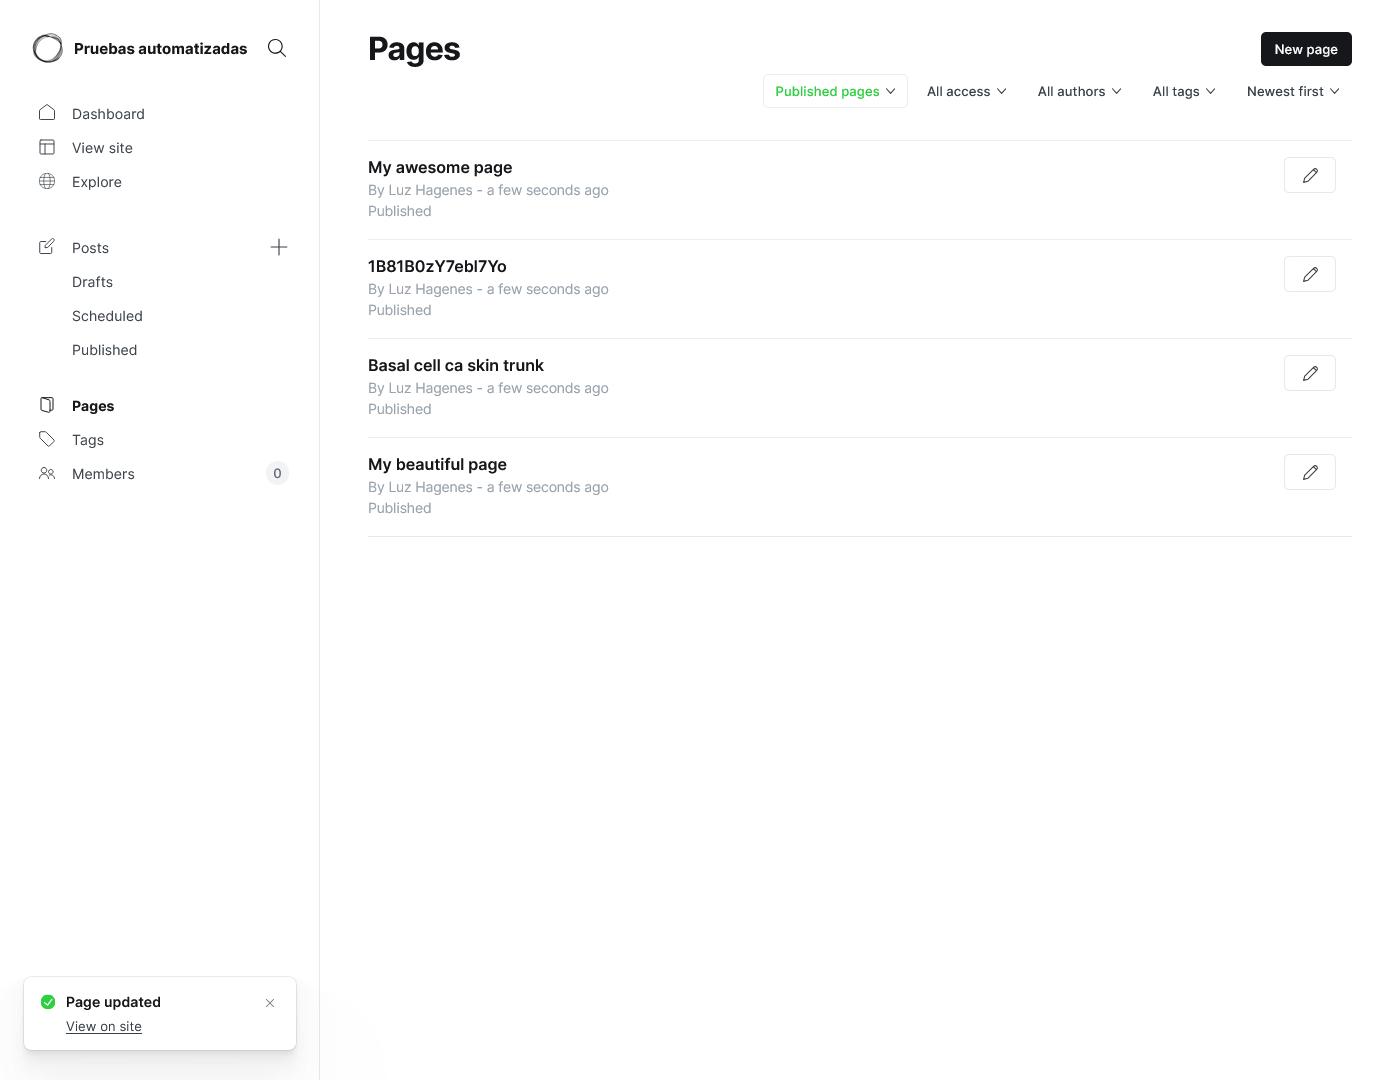 Pruebas automatizadas
Dashboard
View site
Explore
Posts
Drafts
Scheduled
Published
Pages
Tags
Members 0
Page updated
View on site
Pages
New page
Published pages All access All authors All tags Newest first
My awesome page
By Luz Hagenes - a few seconds ago
Published
1B81B0zY7ebI7Yo
By Luz Hagenes - a few seconds ago
Published
Basal cell ca skin trunk
By Luz Hagenes - a few seconds ago
Published
My beautiful page
By Luz Hagenes - a few seconds ago
Published